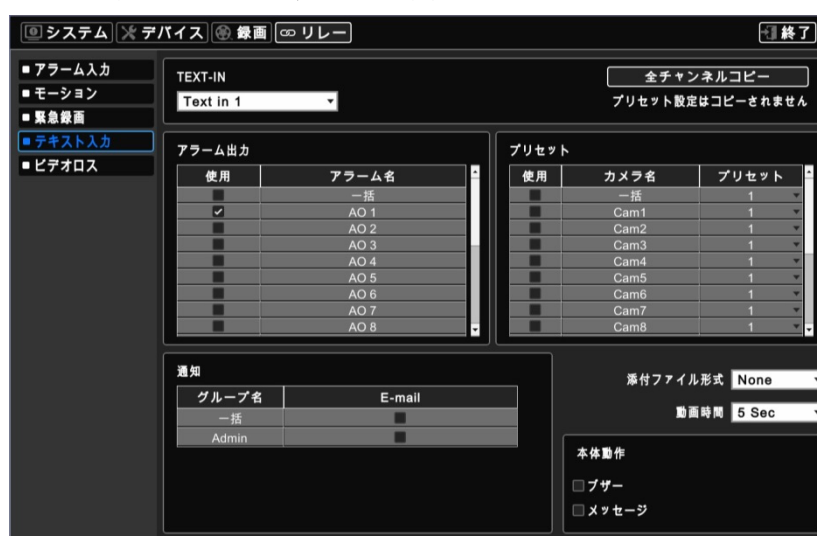 システム デバイス 録画 リレー 終了
アラーム入力
モーション
緊急録画
テキスト入力
ビデオロス
TEXT-IN
Text in 1
全チャンネルコピー
プリセット設定はコピーされません
アラーム出力
使用 アラーム名
一括
AO 1
AO 2
AO 3
AO 4
AO 5
AO 6
AO 7
AO 8
プリセット
使用 カメラ名 プリセット
一括 1
Cam1 1
Cam2 1
Cam3 1
Cam4 1
Cam5 1
Cam6 1
Cam7 1
Cam8 1
通知
グループ名 E-mail
一括
Admin
添付ファイル形式 None
動画時間 5 Sec
本体動作
ブザー
メッセージ